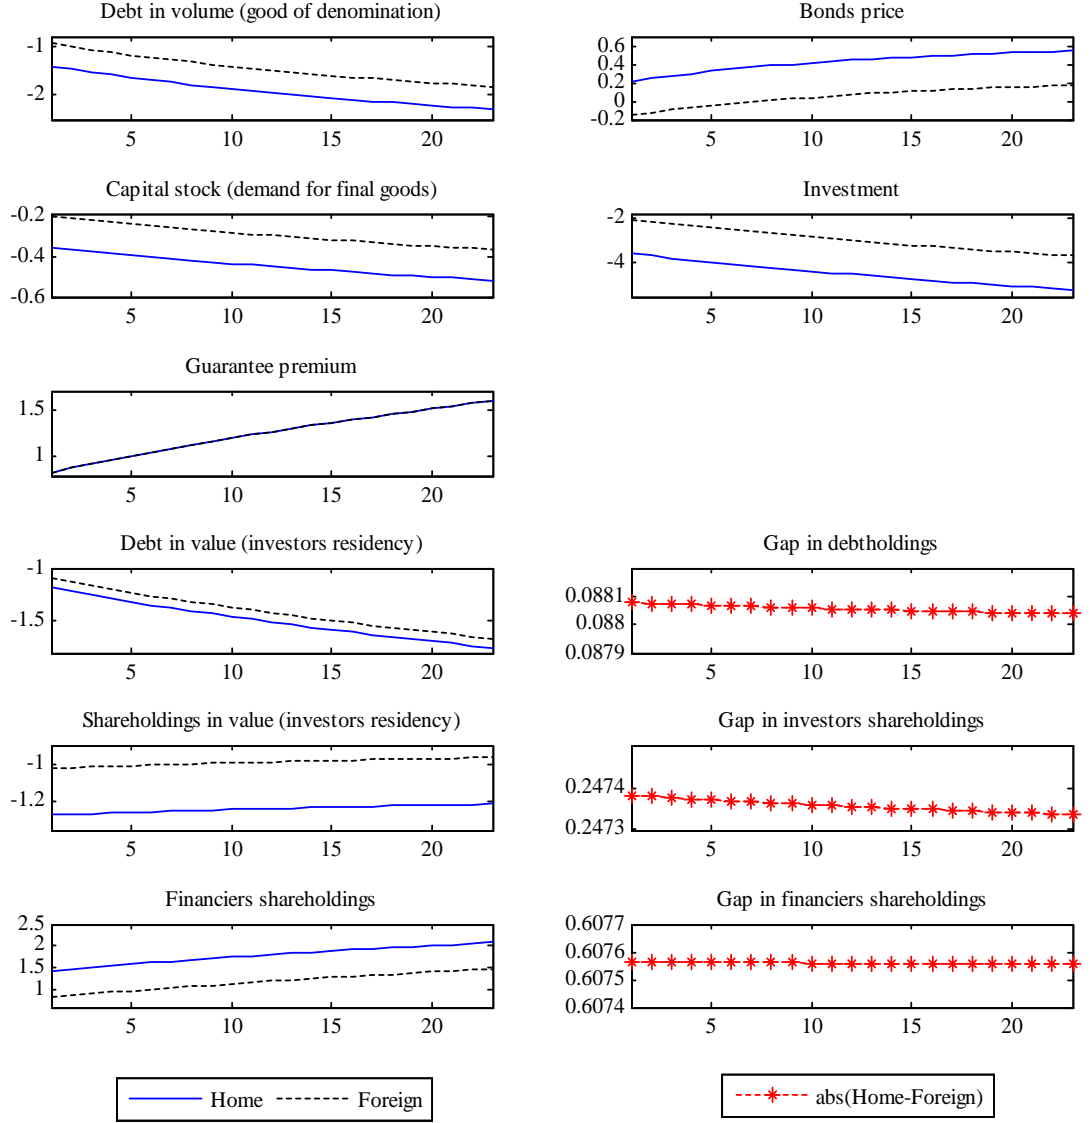 Debt in volume (good of denomination)
-1
-2
5 10 15 20
Bonds price
0.6
0.4
0.2
0
-0.2
5 10 15 20
Capital stock (demand for final goods)
-0.2
-0.4
-0.6
5 10 15 20
Investment
-2
-4
5 10 15 20
Guarantee premium
1.5
1
5 10 15 20
Debt in value (investors residency)
-1
-1.5
5 10 15 20
Gap in debtholdings
0.0881
0.088
0.0879
5 10 15 20
Shareholdings in value (investors residency)
-1
-1.2
5 10 15 20
Gap in investors shareholdings
0.2474
0.2473
5 10 15 20
Financiers shareholdings
2.5
2
1.5
1
5 10 15 20
Gap in financiers shareholdings
0.6077
0.6076
0.6075
0.6074
5 10 15 20
Home Foreign
abs(Home-Foreign)